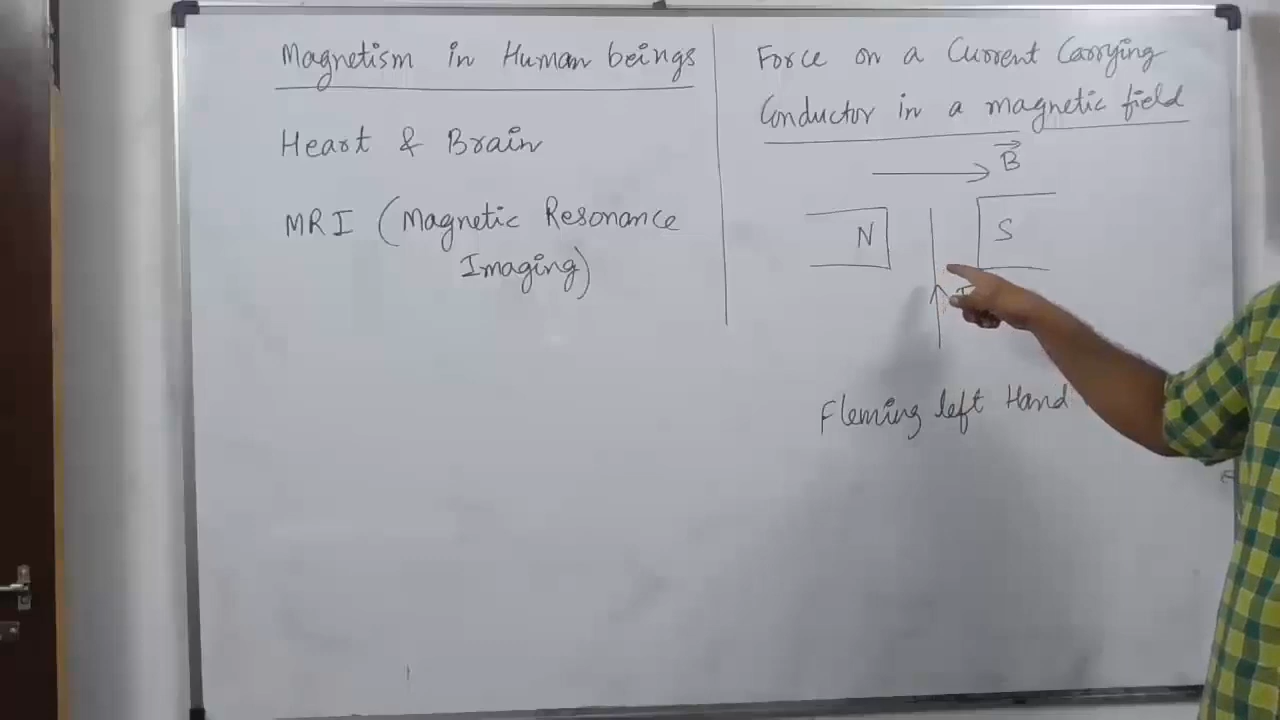 Magnetism in Human beings
Heart & Brain
MRI (Magnetic Resonance
Imaging)
Force on a Current Carrying
Conductor in a magnetic field
B
N
S
I
Fleming left Hand